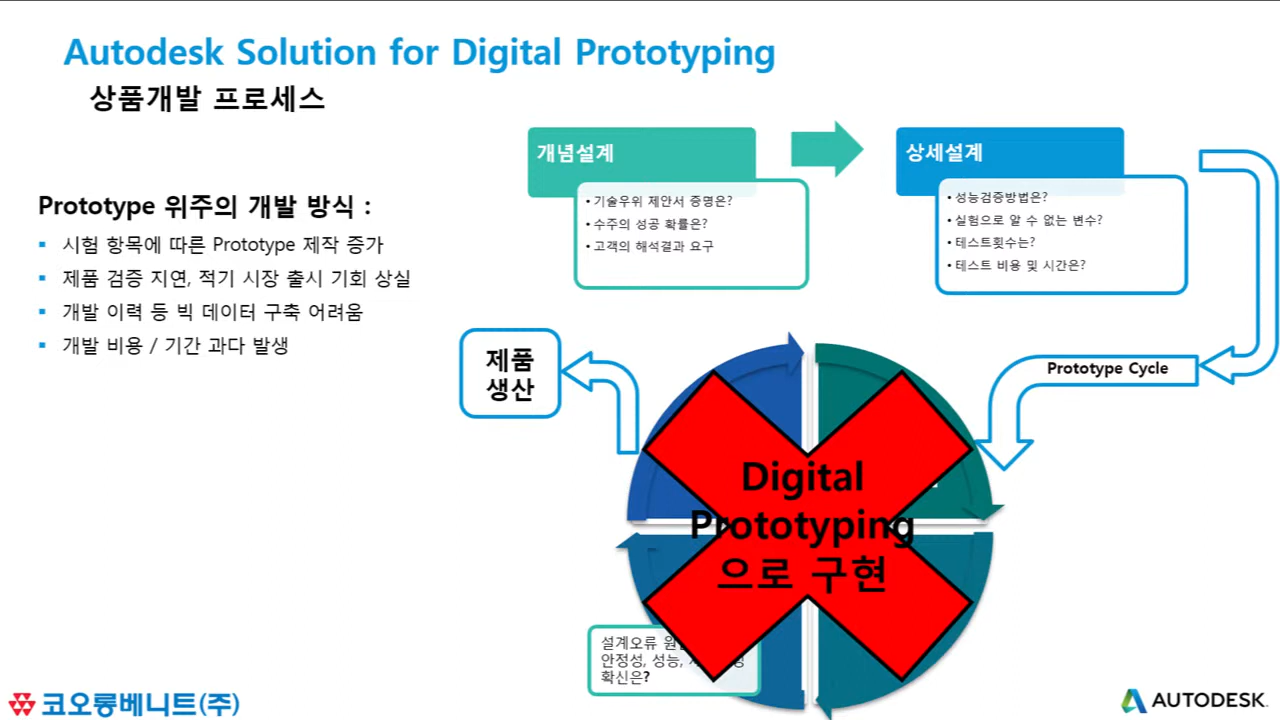 Autodesk Solution for Digital Prototyping
상품개발 프로세스
개념설계
• 기술우위 제안서 증명은?
• 수주의 성공 확률은?
• 고객의 해석결과 요구
상세설계
• 성능검증방법은?
• 실험으로 알 수 없는 변수?
• 테스트횟수는?
• 테스트 비용 및 시간은?
Prototype 위주의 개발 방식 :
▪ 시험 항목에 따른 Prototype 제작 증가
▪ 제품 검증 지연, 적기 시장 출시 기회 상실
▪ 개발 이력 등 빅 데이터 구축 어려움
▪ 개발 비용 / 기간 과다 발생
제품
생산
Prototype Cycle
Digital
Prototyping
으로 구현
설계오류
안정성, 성능,
확신은?
코오롱베니트(주)
AUTODESK.